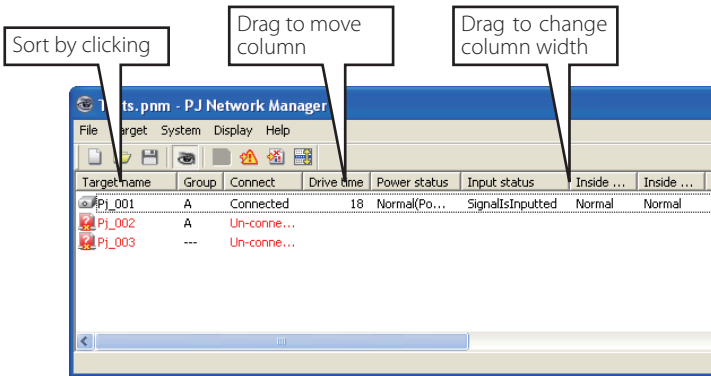 Sort by clicking
Drag to move
column
Drag to change
column width
ts.pnm - PJ Network Manager
File Target System Display Help
Target name Group Connect Drive time Power status Input status Inside ... Inside ...
Pj_001 A Connected 18 Normal(Po... SignalIsInputted Normal Normal
Pj_002 A Un-conne...
Pj_003 --- Un-conne...